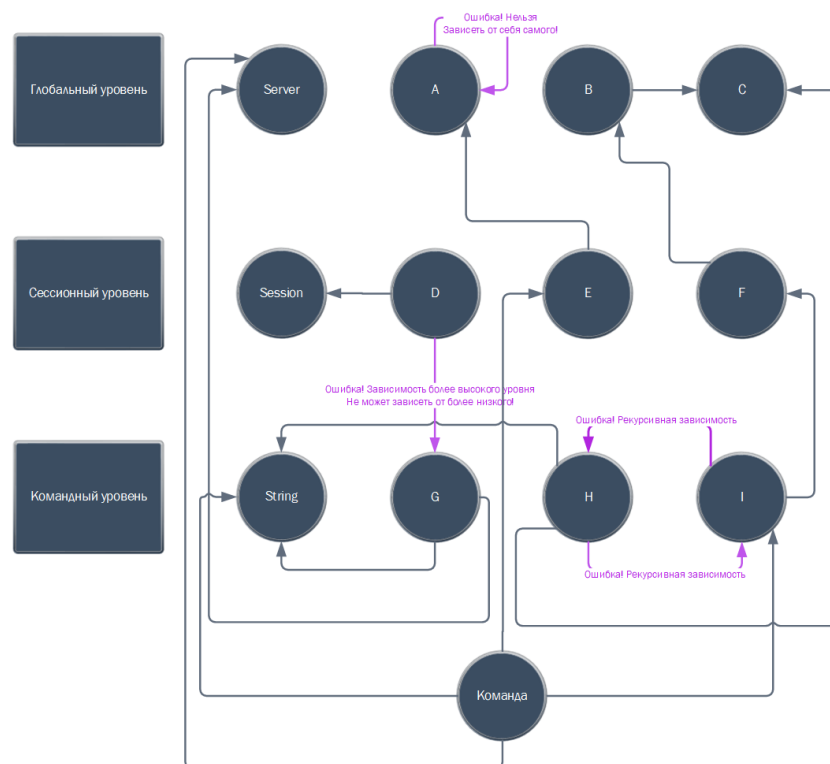 Ошибка! Нельзя
Зависеть от себя самого!
Глобальный уровень
Server
A
B
C
Сессионный уровень
Session
D
E
F
Ошибка! Зависимость более высокого уровня
Не может зависеть от более низкого!
Ошибка! Рекурсивная зависимость
Командный уровень
String
G
H
I
Ошибка! Рекурсивная зависимость
Команда